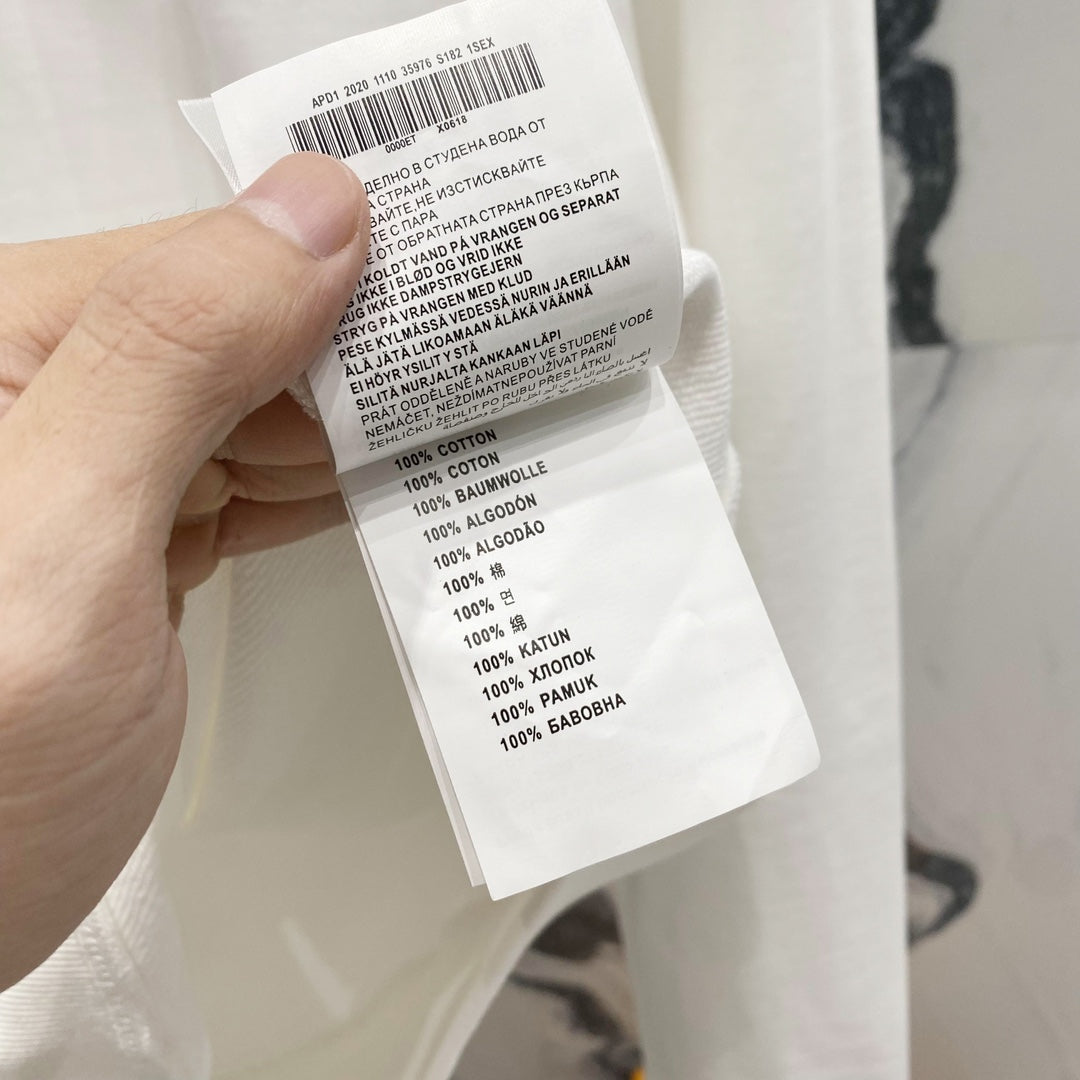 APD1 2020 1110 35976 S182 1SEX
0000ET X0618
ДЕЛНО В СТУДЕНА ВОДА ОТ
СТРАНА
ВАЙТЕ,НЕ ИЗСТИСКВАЙТЕ
ТЕ С ПАРА
Е ОТ ОБРАТНАТА СТРАНА ПРЕЗ КЪРПА
KOLDT VAND PÅ VRANGEN OG SEPARAT
IKKE I BLØD OG VRID IKKE
RUG IKKE DAMPSTRYGEJERN
STRYG PÅ VRANGEN MED KLUD
PESE KYLMÄSSÄ VEDESSÄ NURIN JA ERILLÄÄN
ÄLÄ JÄTÄ LIKOAMAAN ÄLÄKÄ VÄÄNNÄ
EI HÖYRYSILITYSTÄ
SILITÄ NURJALTA KANKAAN LÄPI
PRÁT ODDĚLENĚ A NARUBY VE STUDENÉ VODĚ
NEMÁČET, NEŽDÍMATNEPOUŽÍVAT PARNÍ
ŽEHLIČKU ŽEHLIT PO RUBU PŘES LÁTKU
100% COTTON
100% COTON
100% BAUMWOLLE
100% ALGODÓN
100% ALGODÃO
100% 棉
100% 면
100% 綿
100% KATUN
100% ХЛОПОК
100% PAMUK
100% БАВОВНА